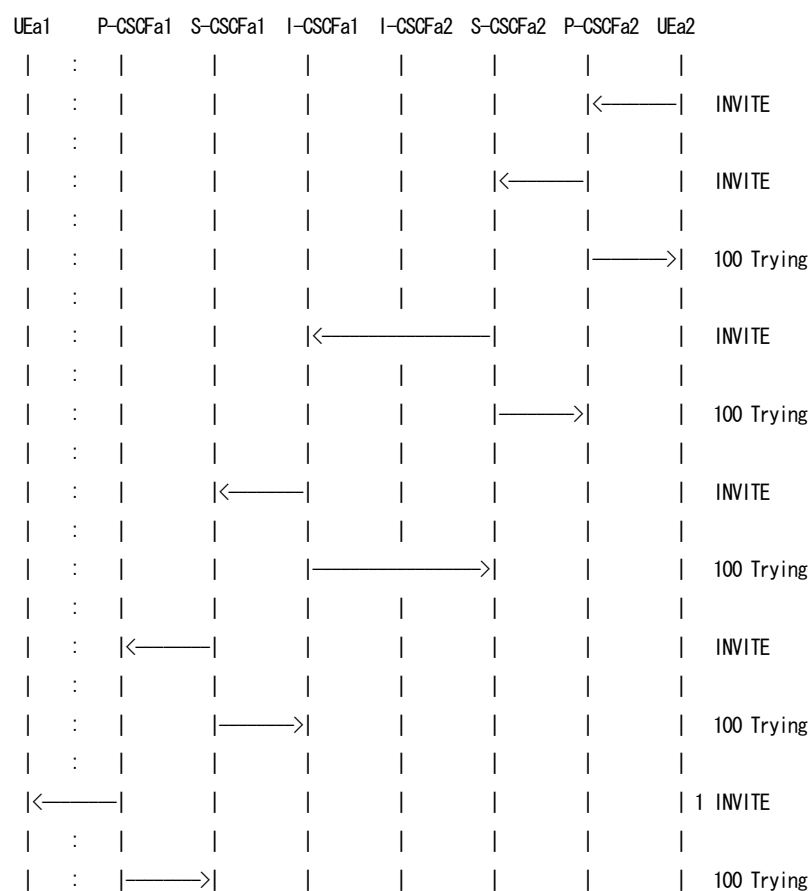 UEa1 P-CSCFa1 S-CSCFa1 I-CSCFa1 I-CSCFa2 S-CSCFa2 P-CSCFa2 UEa2
| : | | | | | | |
| : | | | | | |<------| INVITE
| : | | | | | | |
| : | | | | |<------| | INVITE
| : | | | | | | |
| : | | | | | |------>| 100 Trying
| : | | | | | | |
| : | | |<--------------| | | INVITE
| : | | | | | | |
| : | | | | |------>| | 100 Trying
| : | | | | | | |
| : | |<------| | | | | INVITE
| : | | | | | | |
| : | | |-------------->| | | 100 Trying
| : | | | | | | |
| : |<------| | | | | | INVITE
| : | | | | | | |
| : | |------>| | | | | 100 Trying
| : | | | | | | |
|<------| | | | | | | 1 INVITE
| : | | | | | | |
| : |------>| | | | | | 100 Trying